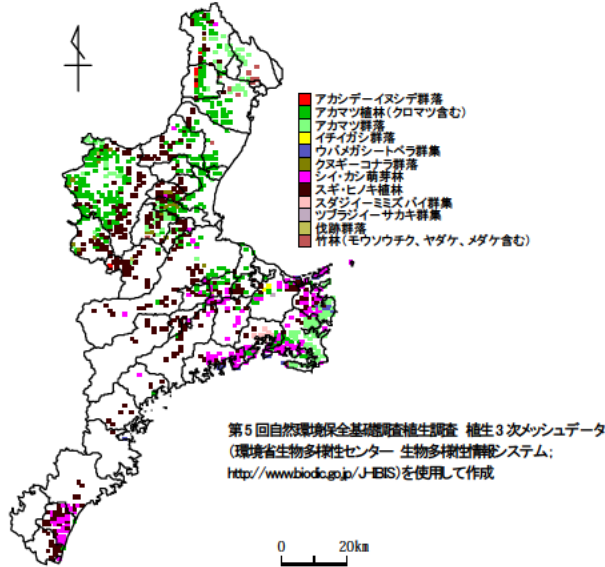 アカシデーイヌシデ群落
アカマツ植林(クロマツ含む)
アカマツ群落
イチイガシ群落
ウバメガシートベラ群集
クヌギーコナラ群落
シイ・カシ萌芽林
スギ・ヒノキ植林
スダジイーミミズバイ群集
ツブラジイーサカキ群集
伐跡群落
竹林(モウソウチク、ヤダケ、メダケ含む)
第5回自然環境保全基礎調査植生調査 植生3次メッシュデータ
(環境省生物多様性センター 生物多様性情報システム;
http://www.biodic.go.jp/J-IBIS)を使用して作成
0 20km